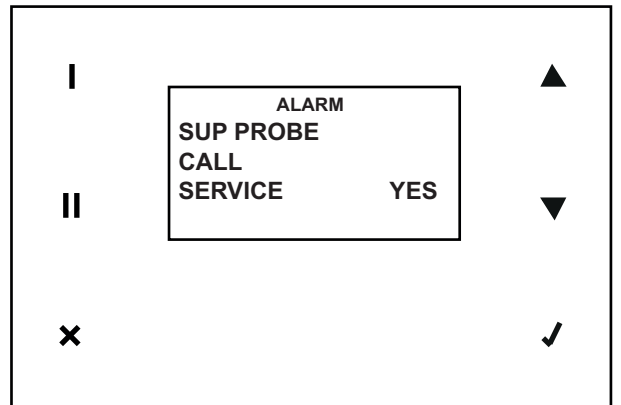 I
ALARM
SUP PROBE
CALL
SERVICE YES
II